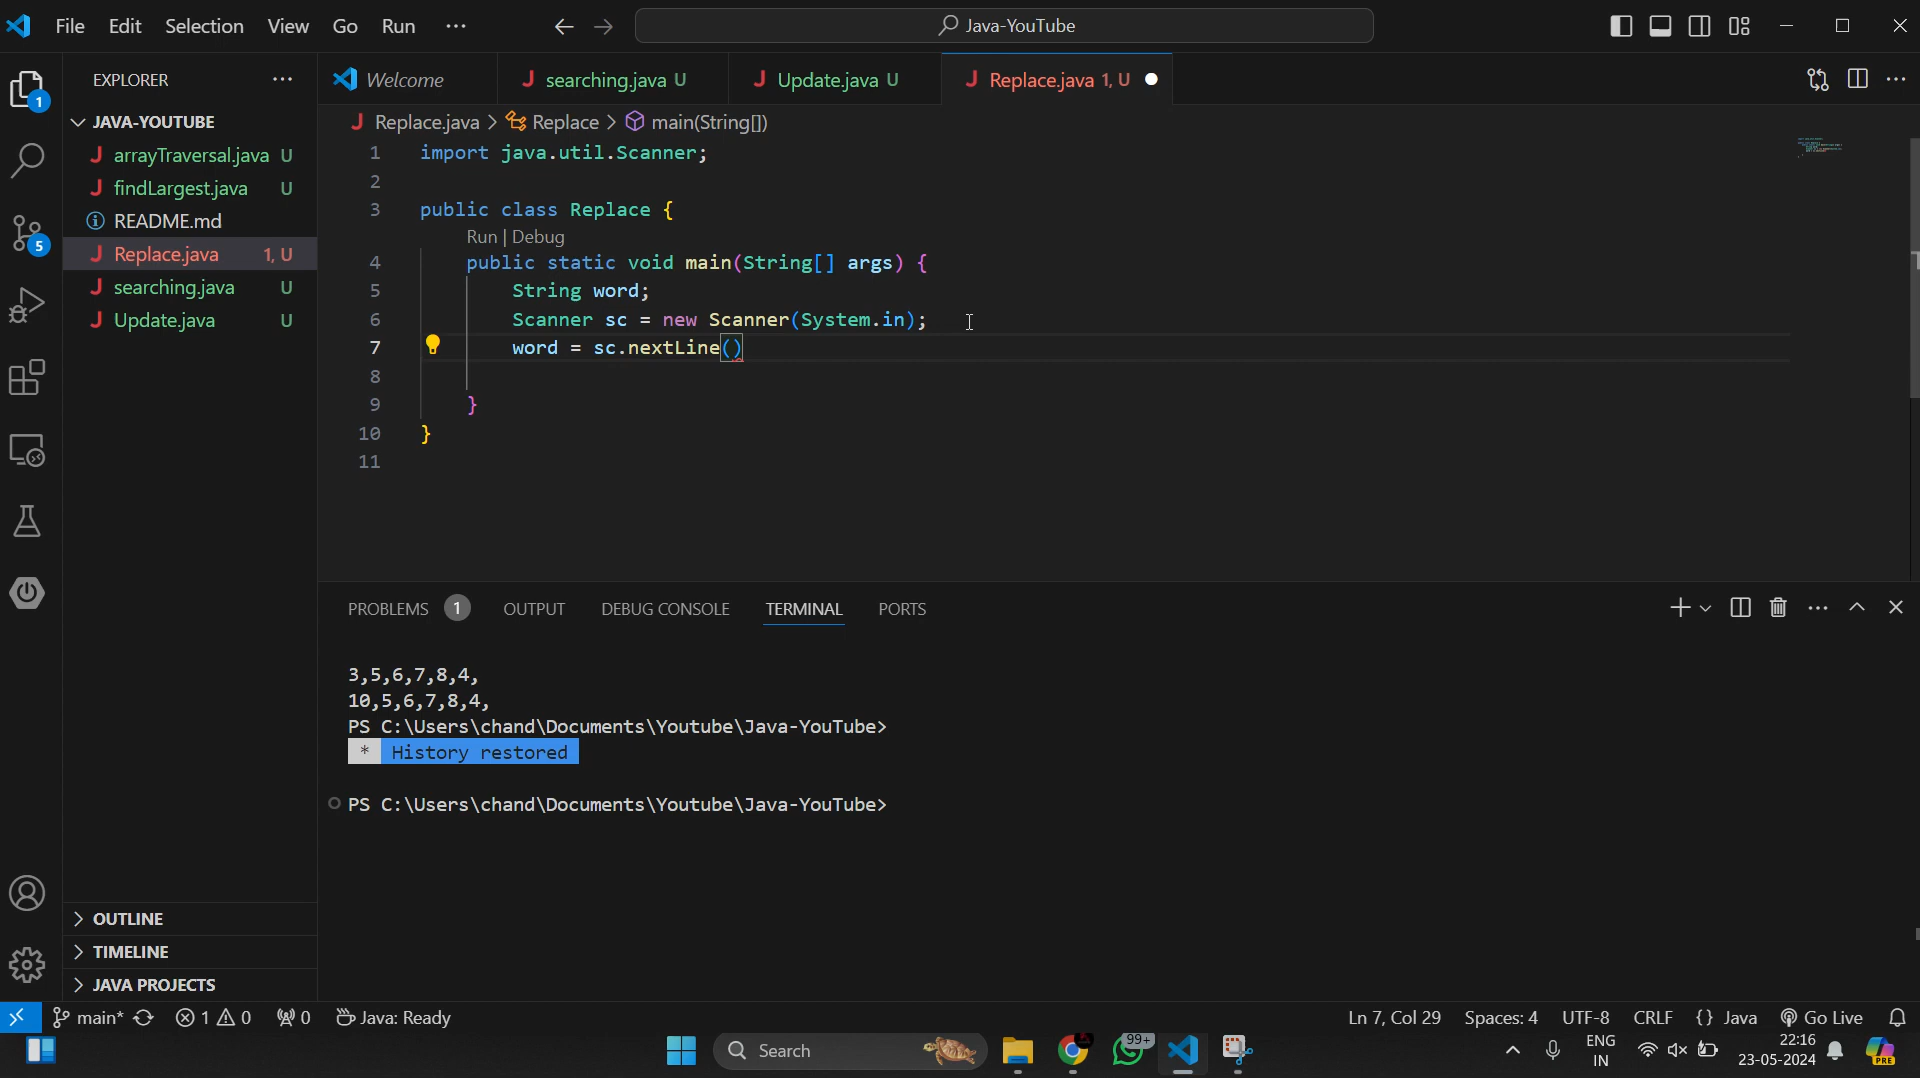 File Edit Selection View Go Run ··· Java-YouTube
EXPLORER ···
Welcome searching.java U Update.java U Replace.java 1, U
JAVA-YOUTUBE
arrayTraversal.java U
findLargest.java U
README.md
Replace.java 1, U
searching.java U
Update.java U
1
5
Replace.java > Replace > main(String[])
1 import java.util.Scanner;
2
3 public class Replace {
Run | Debug
4 public static void main(String[] args) {
5 String word;
6 Scanner sc = new Scanner(System.in);
7 word = sc.nextLine()
8
9 }
10 }
11
PROBLEMS 1 OUTPUT DEBUG CONSOLE TERMINAL PORTS
3,5,6,7,8,4,
10,5,6,7,8,4,
PS C:\Users\chand\Documents\Youtube\Java-YouTube>
* History restored
PS C:\Users\chand\Documents\Youtube\Java-YouTube>
OUTLINE
TIMELINE
JAVA PROJECTS
main* 1 0 0 Java: Ready Ln 7, Col 29 Spaces: 4 UTF-8 CRLF {} Java Go Live
Search 99+ ENG IN 22:16 23-05-2024 PRE